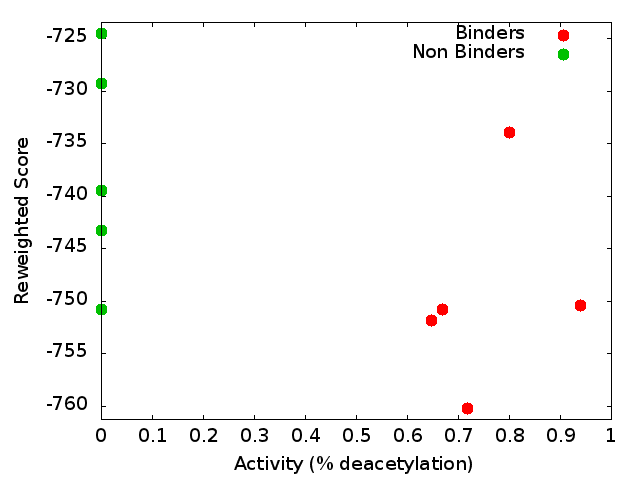 Binders
Non Binders
-725
-730
-735
-740
-745
-750
-755
-760
Reweighted Score
0 0.1 0.2 0.3 0.4 0.5 0.6 0.7 0.8 0.9 1
Activity (% deacetylation)